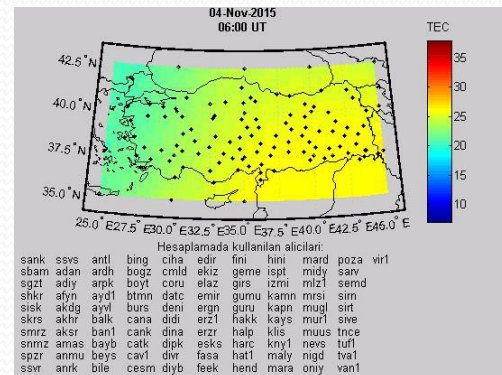 04-Nov-2015
06:00 UT
TEC
42.5°N
40.0°N
37.5°N
35.0°N
35
30
25
20
15
10
25.0°E27.5°E30.0°E32.5°E35.0°E37.5°E40.0°E42.5°E45.0°E
Hesaplamada kullanilan alicilari:
sank ssvs antl bing ciha edir fini hini mard poza vir1
sbam adan ardh bogz cmld ekiz geme ispt midy sarv
sgzt adiy arpk boyt coru elaz girs izmi mlz1 semd
shkr afyn ayd1 btmn datc emir gumu kamn mrsi sirn
sisk akdg ayvl burs deni ergn guru kapn mugl sirt
skrs akhr balk cana didi erz1 hakk kays mur1 sive
smrz aksr ban1 cank dina erzr halp klis muus tnce
snmz amas bayb catk dipk esks harc kny1 nevs tuf1
spzr anmu beys cav1 divr fasa hat1 maly nigd tva1
ssvr anrk bile cesm diyb feek hend mara oniy van1